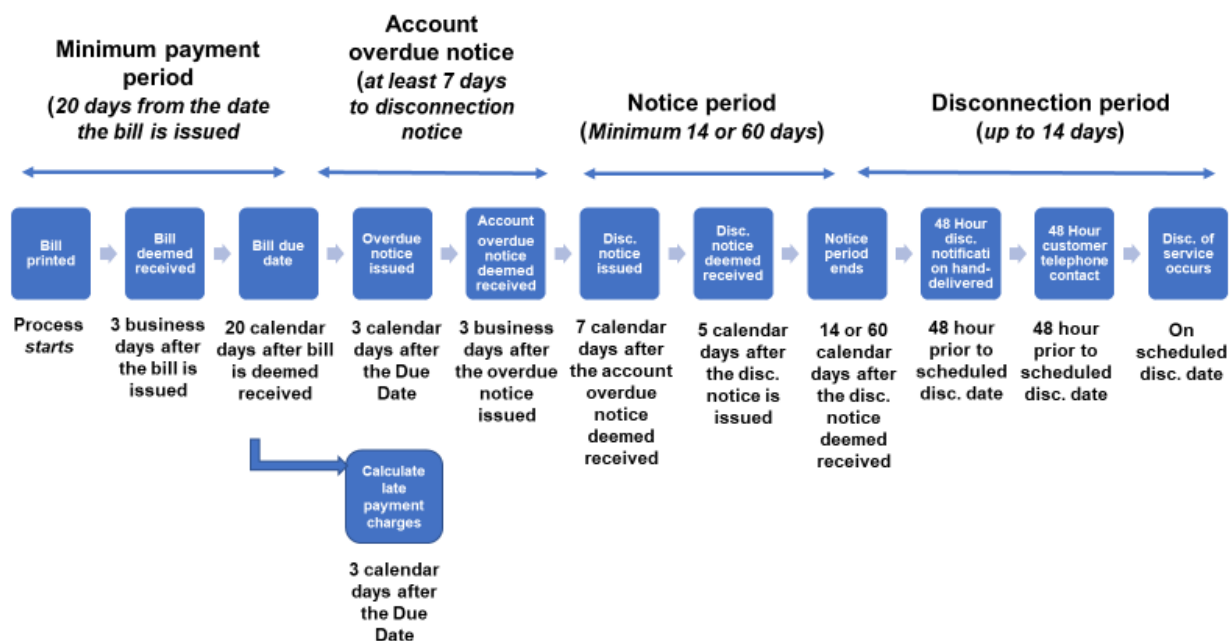 Minimum payment
period
(20 days from the date
the bill is issued
Account
overdue notice
(at least 7 days
to disconnection
notice
Notice period
(Minimum 14 or 60 days)
Disconnection period
(up to 14 days)
Bill
printed
Bill
deemed
received
Bill due
date
Overdue
notice
issued
Account
overdue
notice
deemed
received
Disc.
notice
issued
Disc.
notice
deemed
received
Notice
period
ends
48 Hour
disc.
notificati
on hand-
delivered
48 Hour
customer
telephone
contact
Disc. of
service
occurs
Process
starts
3 business
days after
the bill is
issued
20 calendar
days after bill
is deemed
received
3 calendar
days after
the Due
Date
3 business
days after
the overdue
notice
issued
7 calendar
days after
the account
overdue
notice
deemed
received
5 calendar
days after
the disc.
notice is
issued
14 or 60
calendar
days after
the disc.
notice
deemed
received
48 hour
prior to
scheduled
disc. date
48 hour
prior to
scheduled
disc. date
On
scheduled
disc. date
Calculate
late
payment
charges
3 calendar
days after
the Due
Date